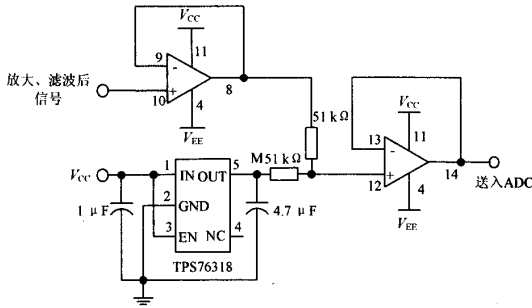 VCC
9
-
11
放大、滤波后
信号
+
10
4
8
VEE
51 kΩ
VCC
13
-
11
+
12
4
14
送入ADC
VEE
M 51 kΩ
VCC
1
IN OUT
5
2
GND
1 μF
3
EN
NC
4
4.7 μF
TPS76318